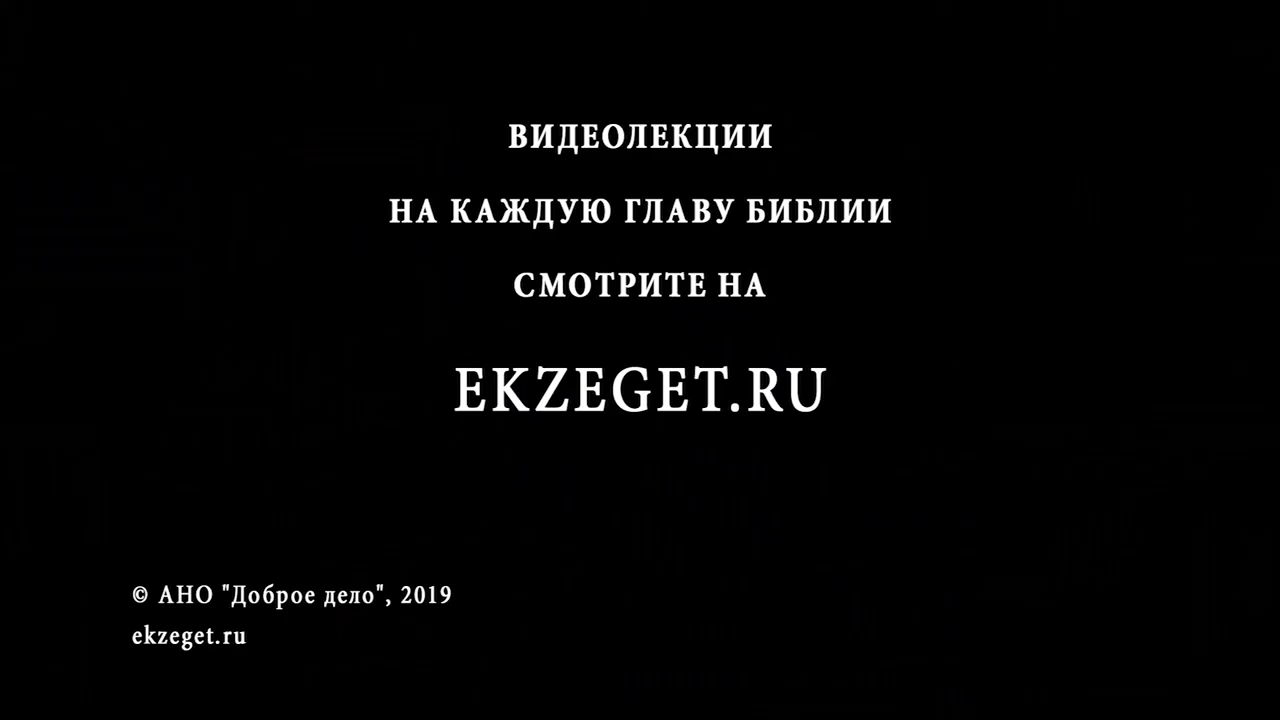 ВИДЕОЛЕКЦИИ
НА КАЖДУЮ ГЛАВУ БИБЛИИ
СМОТРИТЕ НА
EKZEGET.RU
© АНО "Доброе дело", 2019
ekzeget.ru